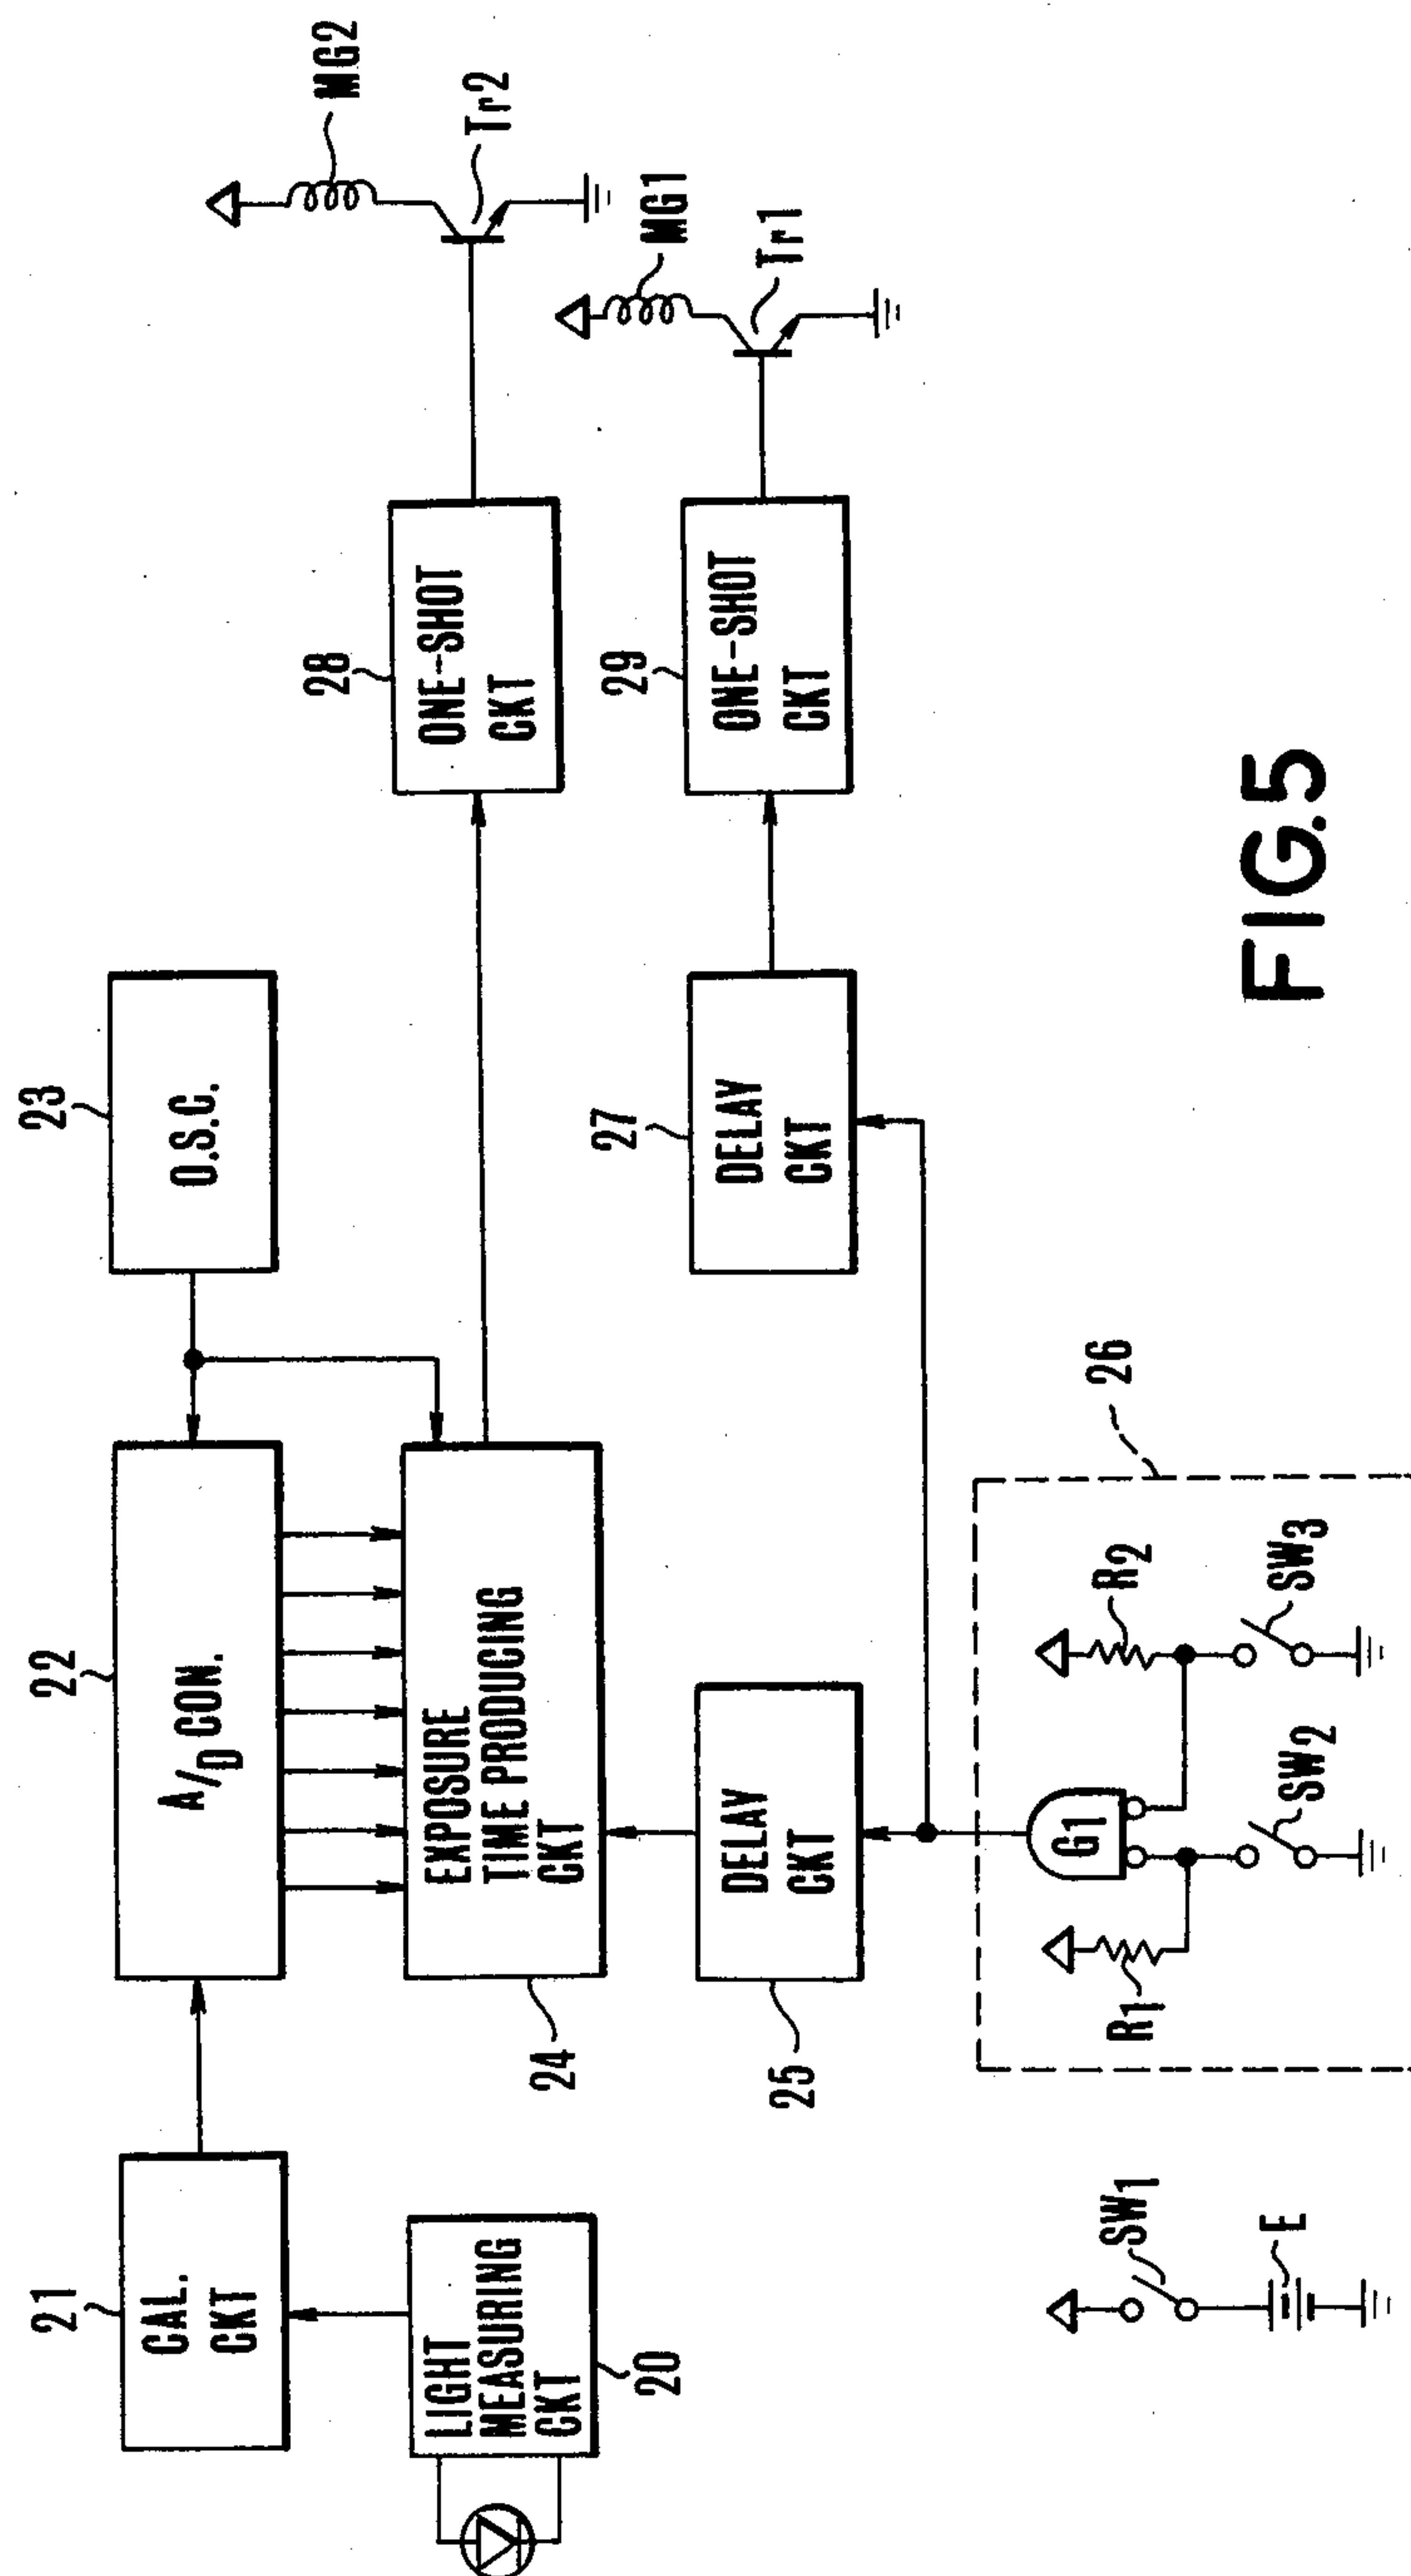 21
CAL.
CKT
22
A/D CON.
23
O.S.C.
LIGHT
MEASURING
CKT
20
EXPOSURE
TIME PRODUCING
CKT
24
28
ONE-SHOT
CKT
MG2
Tr2
DELAY
CKT
25
27
DELAY
CKT
29
ONE-SHOT
CKT
MG1
Tr1
SW1
E
26
R1
G1
SW2
R2
SW3
FIG.5